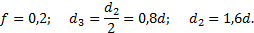 f = 0,2; d₃ = d₂/2 = 0,8d; d₂ = 1,6d.